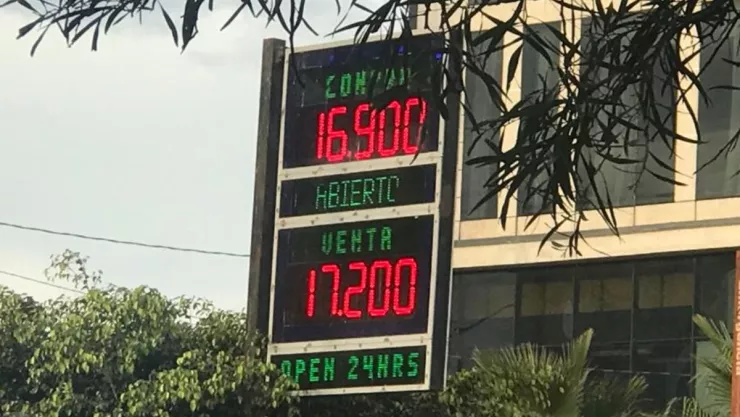 COMPRA
16.900
ABIERTO
VENTA
17.200
OPEN 24HRS